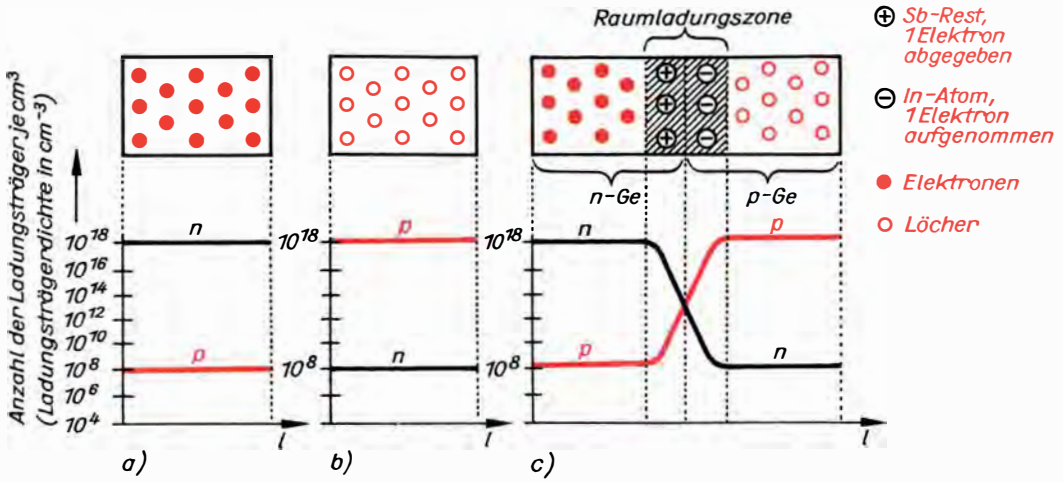 Raumladungszone
⊕ Sb-Rest,
1 Elektron
abgegeben
⊖ In-Atom,
1 Elektron
aufgenommen
Elektronen
Löcher
n-Ge
p-Ge
Anzahl der Ladungsträger je cm³
(Ladungsträgerdichte in cm⁻³)
10¹⁸
10¹⁶
10¹⁴
10¹²
10¹⁰
10⁸
10⁶
10⁴
n
p
l
a)
10¹⁸
10⁸
p
n
l
b)
10¹⁸
10⁸
n
p
p
n
l
c)